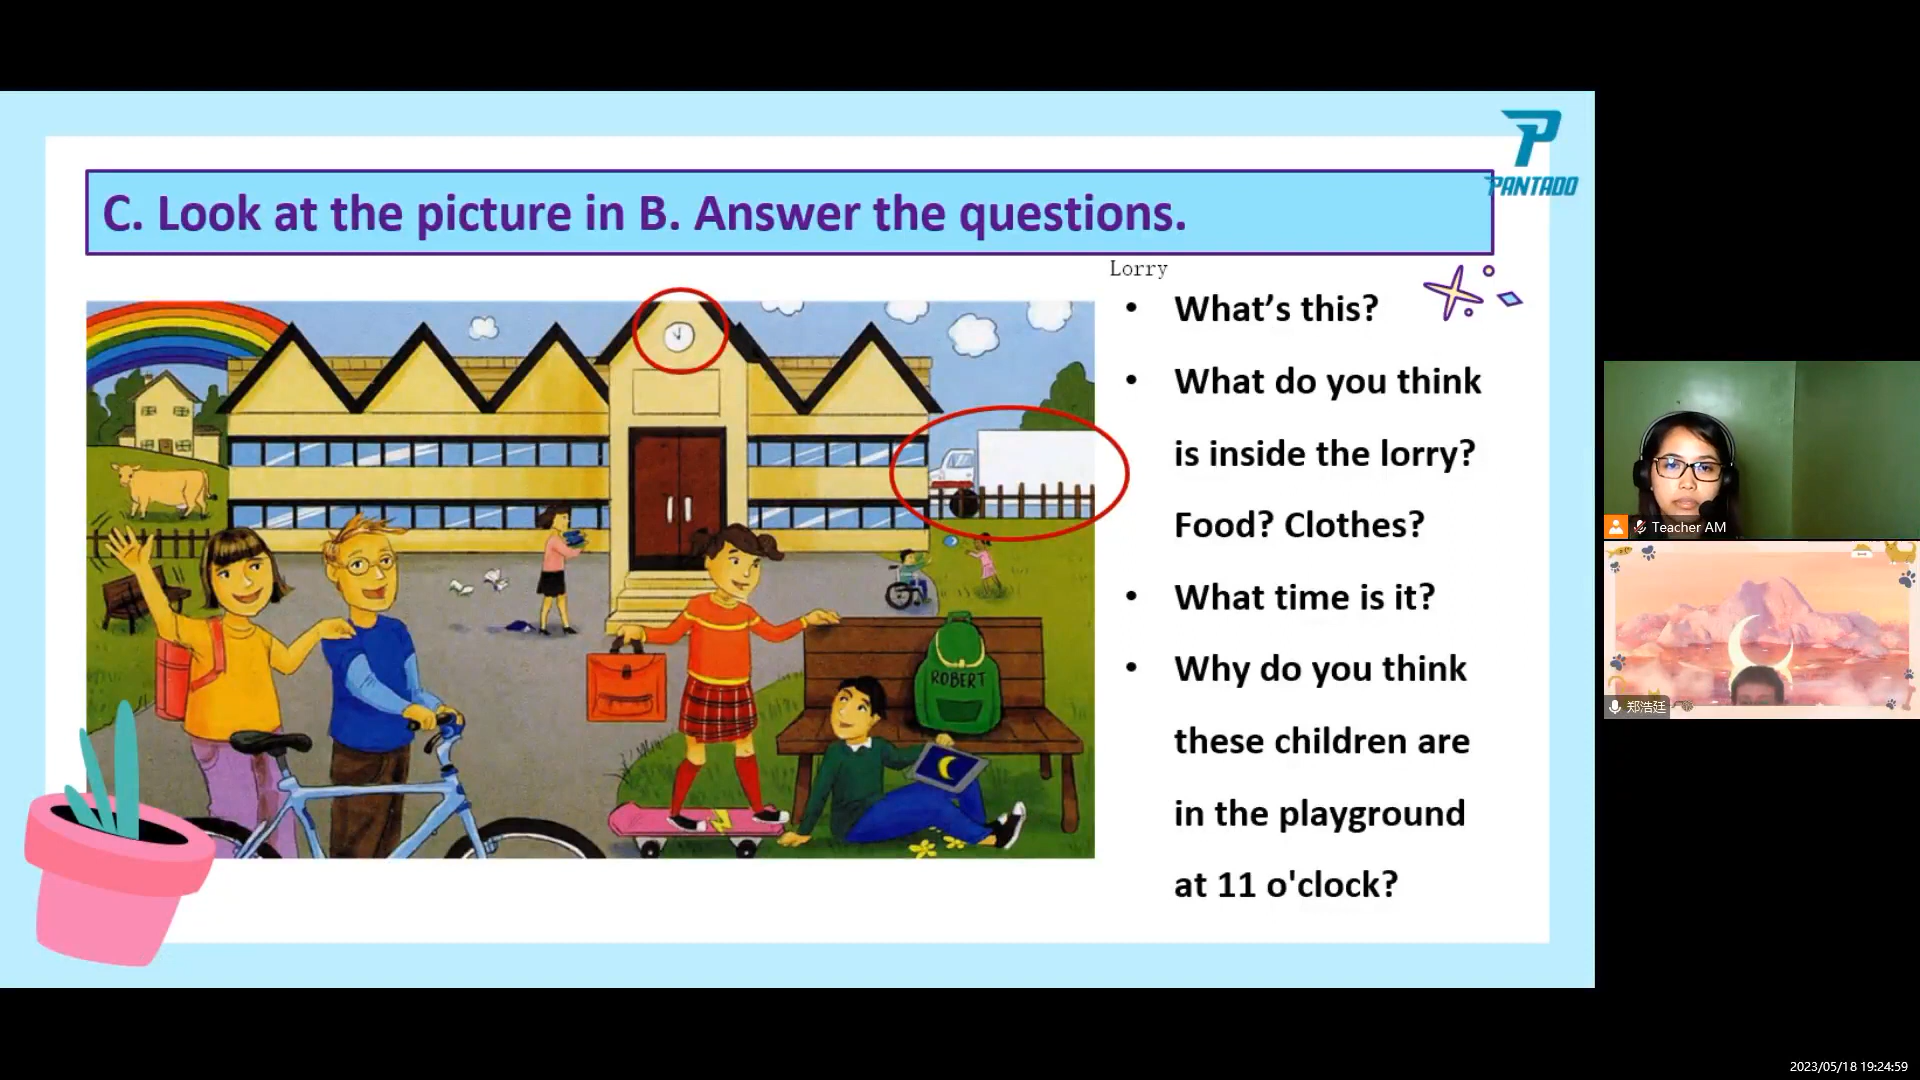 PANTADO
C. Look at the picture in B. Answer the questions.
Lorry
• What’s this?
• What do you think
is inside the lorry?
Food? Clothes?
• What time is it?
• Why do you think
these children are
in the playground
at 11 o'clock?
ROBERT
Teacher AM
郑浩廷
2023/05/18 19:24:59